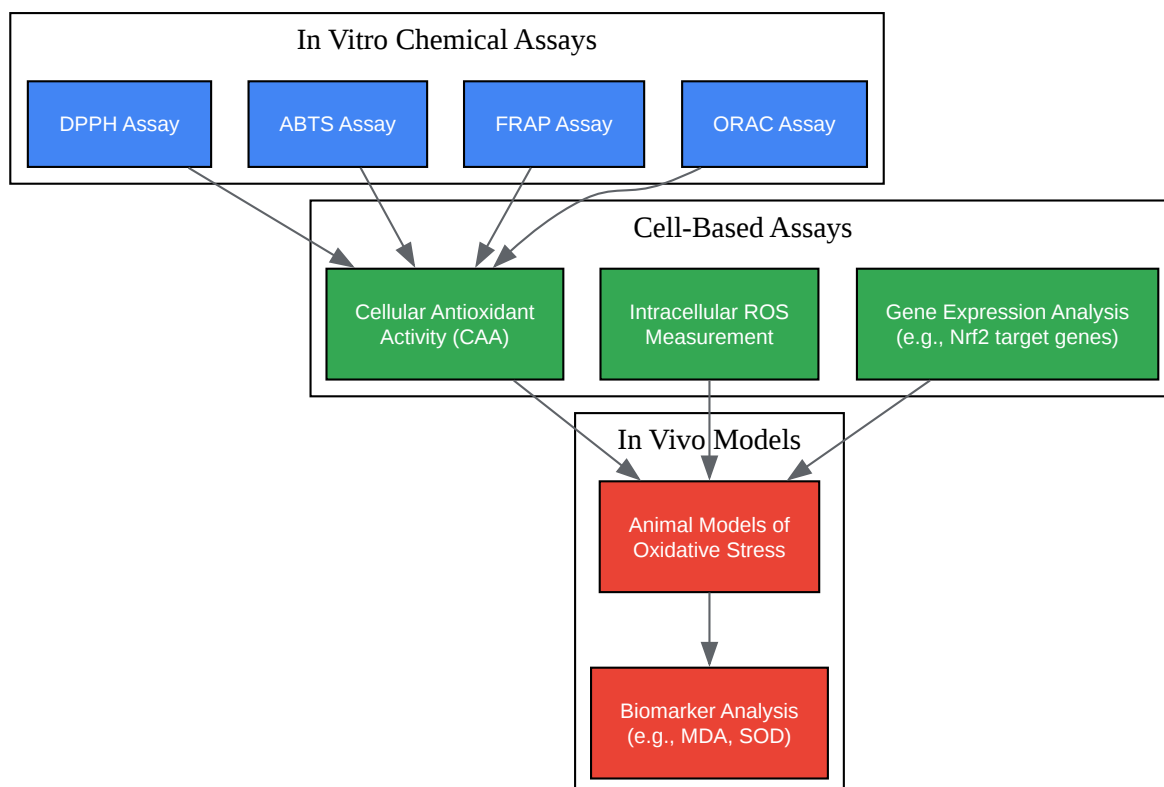 In Vitro Chemical Assays
DPPH Assay
ABTS Assay
FRAP Assay
ORAC Assay
Cell-Based Assays
Cellular Antioxidant
Activity (CAA)
Intracellular ROS
Measurement
Gene Expression Analysis
(e.g., Nrf2 target genes)
In Vivo Models
Animal Models of
Oxidative Stress
Biomarker Analysis
(e.g., MDA, SOD)